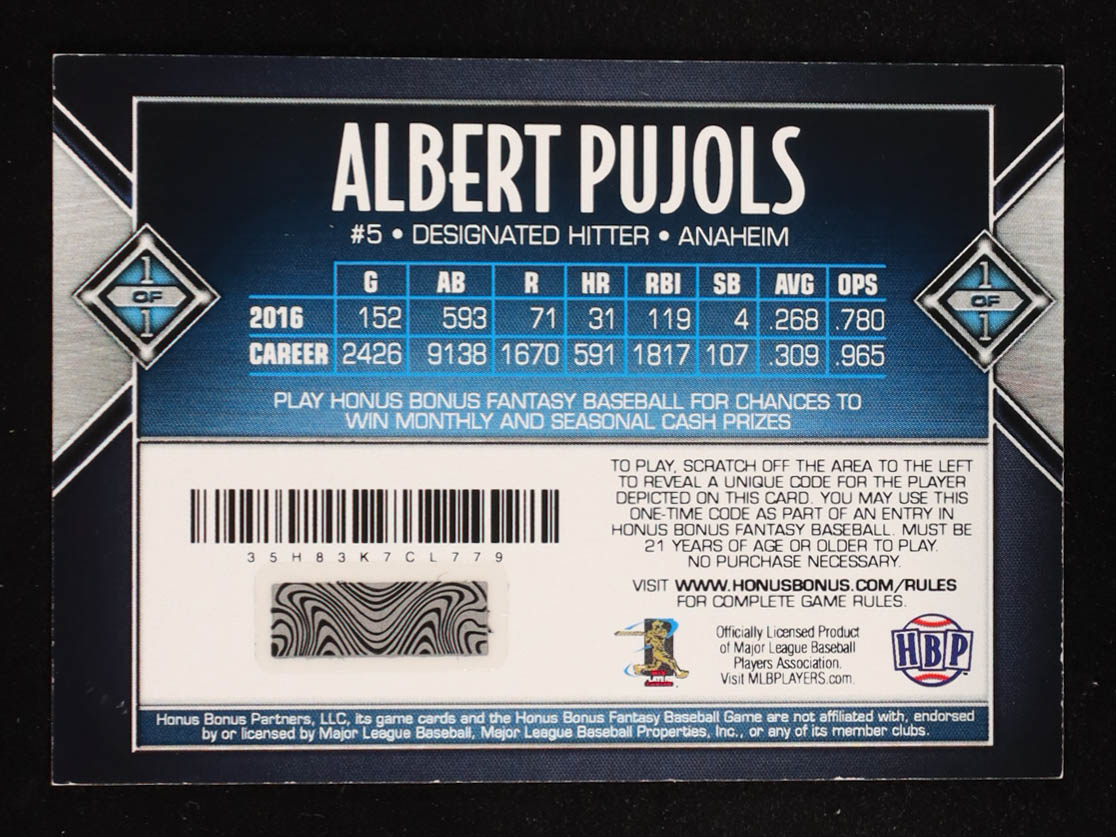 ALBERT PUJOLS
#5 • DESIGNATED HITTER • ANAHEIM
1 OF 1
1 OF 1
G AB R HR RBI SB AVG OPS
2016 152 593 71 31 119 4 .268 .780
CAREER 2426 9138 1670 591 1817 107 .309 .965
PLAY HONUS BONUS FANTASY BASEBALL FOR CHANCES TO
WIN MONTHLY AND SEASONAL CASH PRIZES
35H83K7CL779
TO PLAY, SCRATCH OFF THE AREA TO THE LEFT
TO REVEAL A UNIQUE CODE FOR THE PLAYER
DEPICTED ON THIS CARD. YOU MAY USE THIS
ONE-TIME CODE AS PART OF AN ENTRY IN
HONUS BONUS FANTASY BASEBALL. MUST BE
21 YEARS OF AGE OR OLDER TO PLAY.
NO PURCHASE NECESSARY.
VISIT WWW.HONUSBONUS.COM/RULES
FOR COMPLETE GAME RULES.
Officially Licensed Product
of Major League Baseball
Players Association.
Visit MLBPLAYERS.com.
HBP
Honus Bonus Partners, LLC, its game cards and the Honus Bonus Fantasy Baseball Game are not affiliated with, endorsed
by or licensed by Major League Baseball, Major League Baseball Properties, Inc., or any of its member clubs.